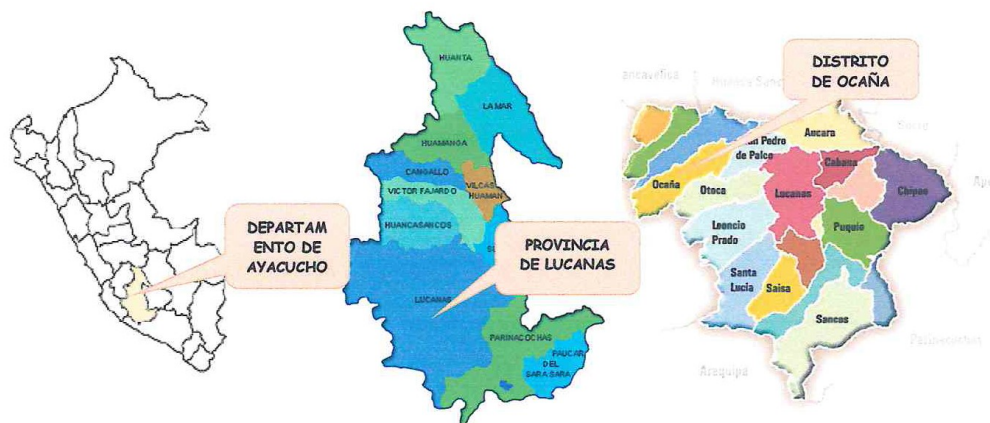 DEPARTAM
ENTO DE
AYACUCHO
HUANTA
LA MAR
HUAMANGA
CANGALLO
VICTOR FAJARDO
VILCAS
HUAMAN
HUANCASANCOS
SU
LUCANAS
PARINACOCHAS
PAUCAR
DEL
SARA SARA
PROVINCIA
DE LUCANAS
DISTRITO
DE OCAÑA
ancavelica
Aucara
n Pedro
de Palco
Cabana
Ocaña
Otoca
Lucanas
Chipao
Leoncio
Prado
Puquio
Santa
Lucia
Saisa
Sancos
Arequipa